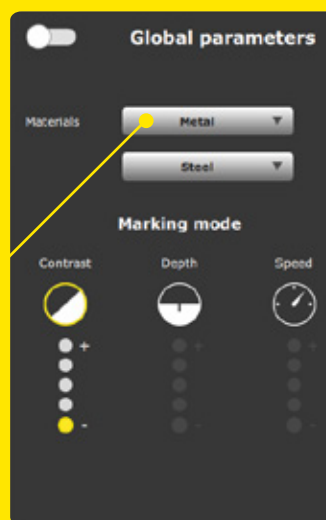 Global parameters
Materials
Metal
Steel
Marking mode
Contrast Depth Speed
+ + +
- - -